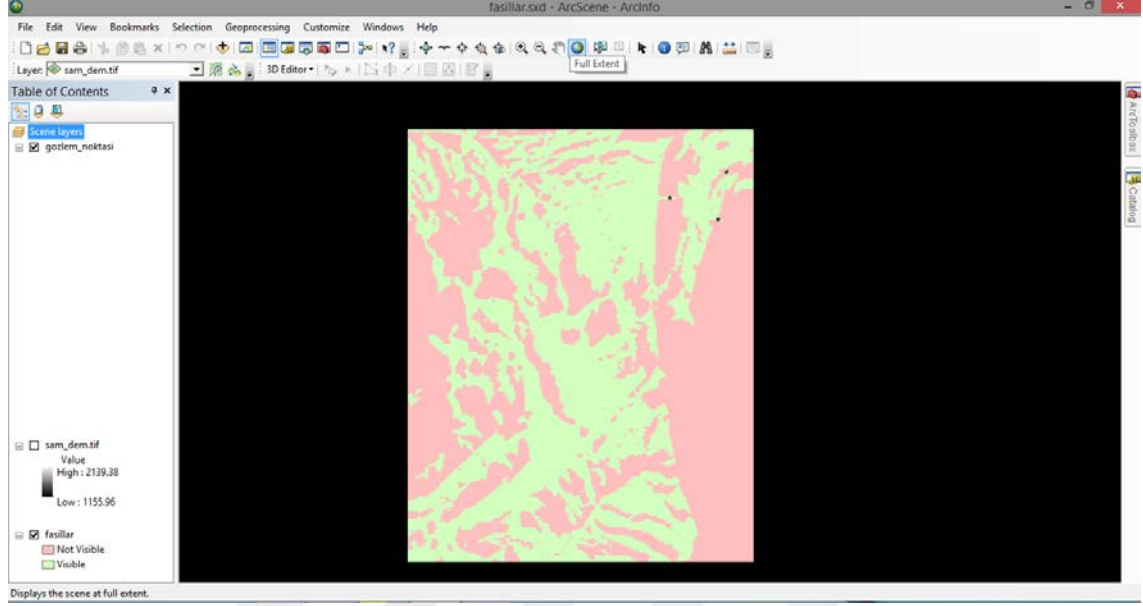 fasillar.sxd - ArcScene - ArcInfo
File Edit View Bookmarks Selection Geoprocessing Customize Windows Help
Layer: sam_dem.tif
3D Editor
Full Extent
Table of Contents
Scene layers
gozlem_noktasi
sam_dem.tif
Value
High : 2139.38
Low : 1155.96
fasillar
Not Visible
Visible
ArcToolbox
Catalog
Displays the scene at full extent.